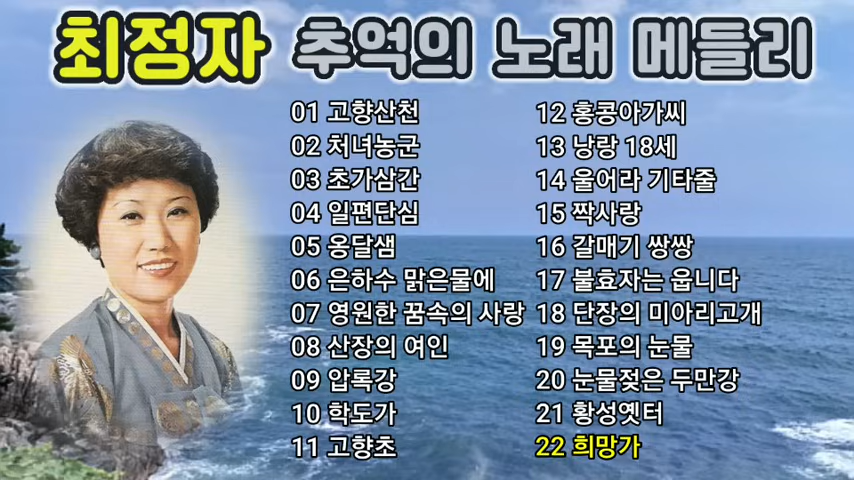 최정자 추억의 노래 메들리
01 고향산천
02 처녀농군
03 초가삼간
04 일편단심
05 옹달샘
06 은하수 맑은물에
07 영원한 꿈속의 사랑
08 산장의 여인
09 압록강
10 학도가
11 고향초
12 홍콩아가씨
13 낭랑 18세
14 울어라 기타줄
15 짝사랑
16 갈매기 쌍쌍
17 불효자는 웁니다
18 단장의 미아리고개
19 목포의 눈물
20 눈물젖은 두만강
21 황성옛터
22 희망가